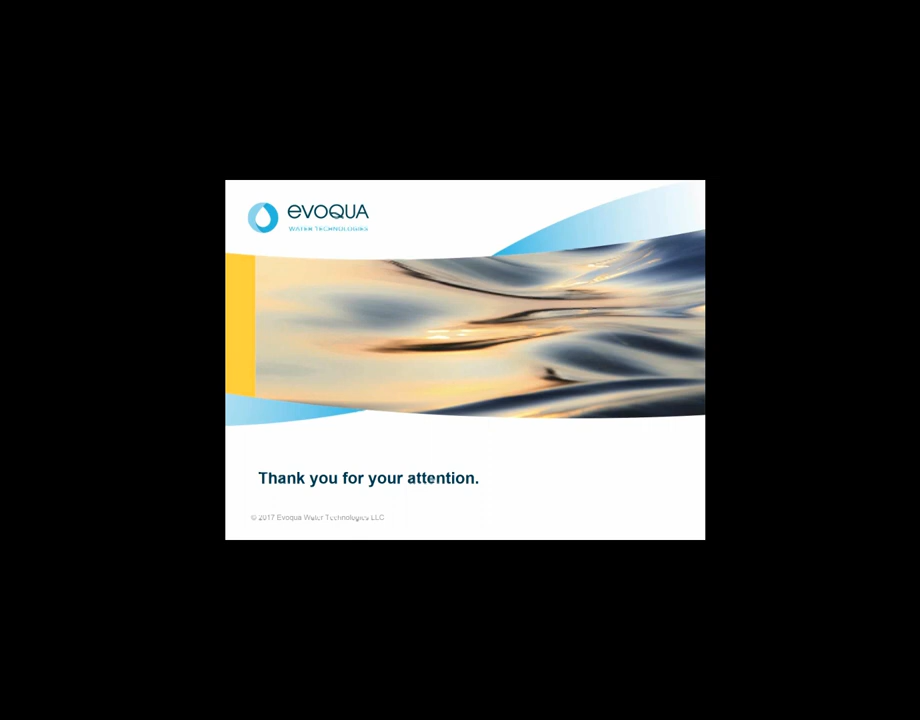 evoQUA
WATER TECHNOLOGIES
Thank you for your attention.
© 2017 Evoqua Water Technologies LLC